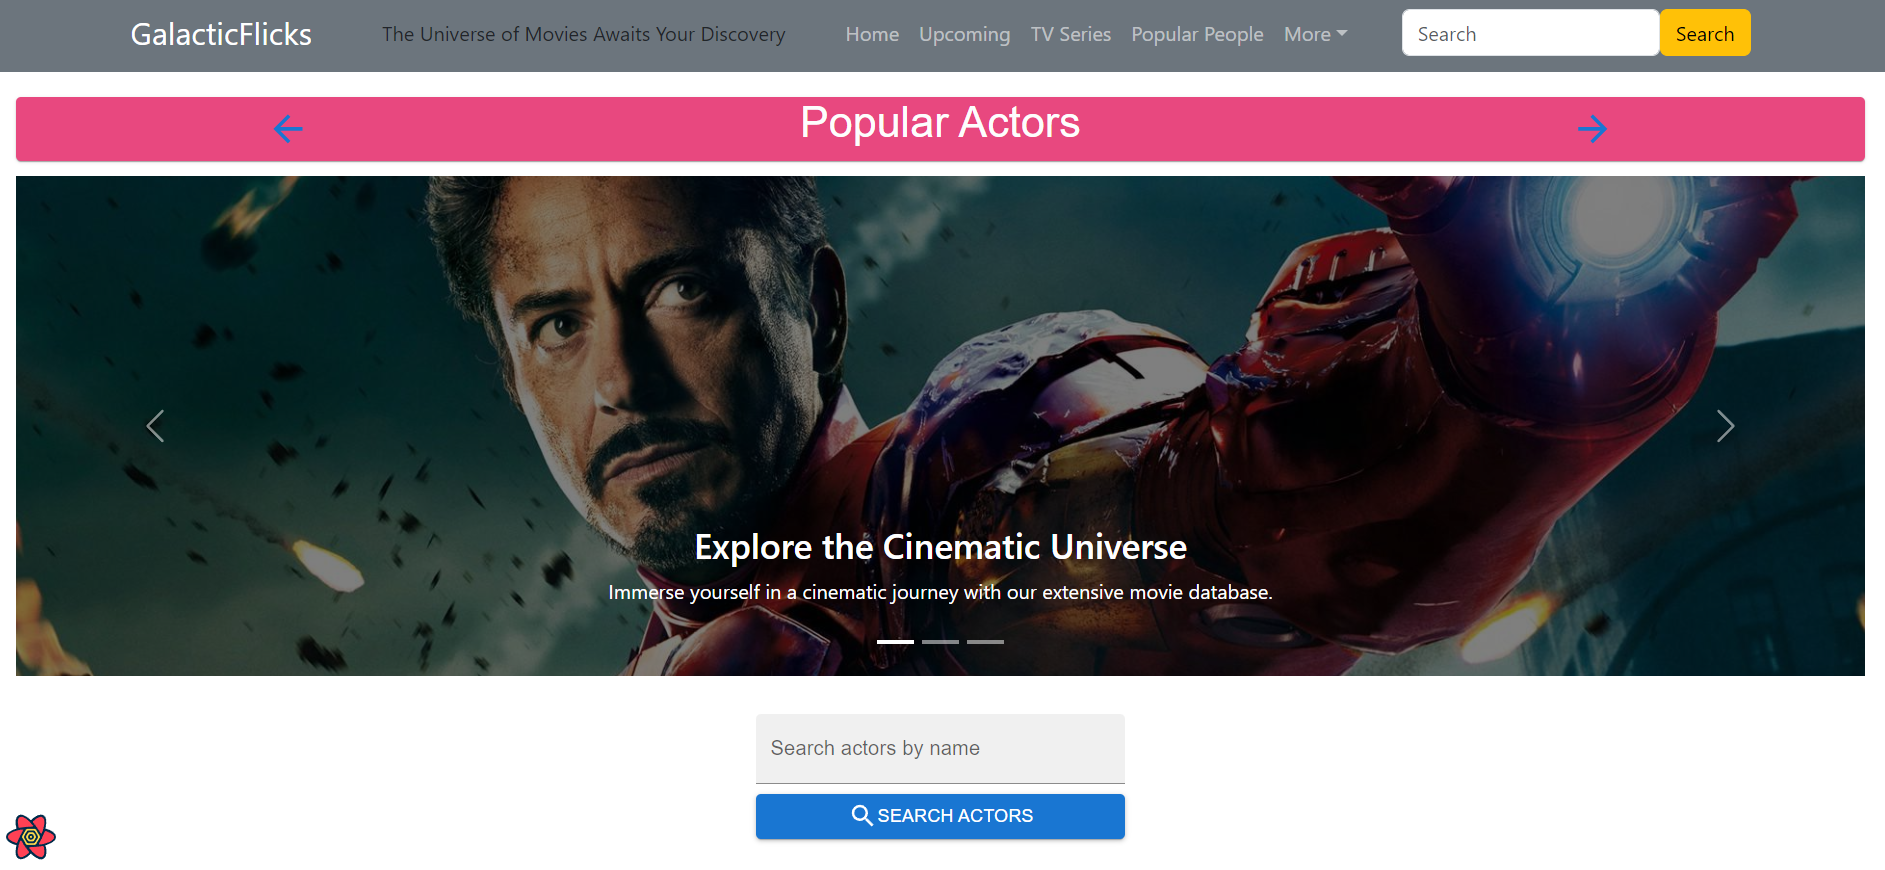 GalacticFlicks
The Universe of Movies Awaits Your Discovery
Home
Upcoming
TV Series
Popular People
More
Search
Search
Popular Actors
Explore the Cinematic Universe
Immerse yourself in a cinematic journey with our extensive movie database.
Search actors by name
SEARCH ACTORS